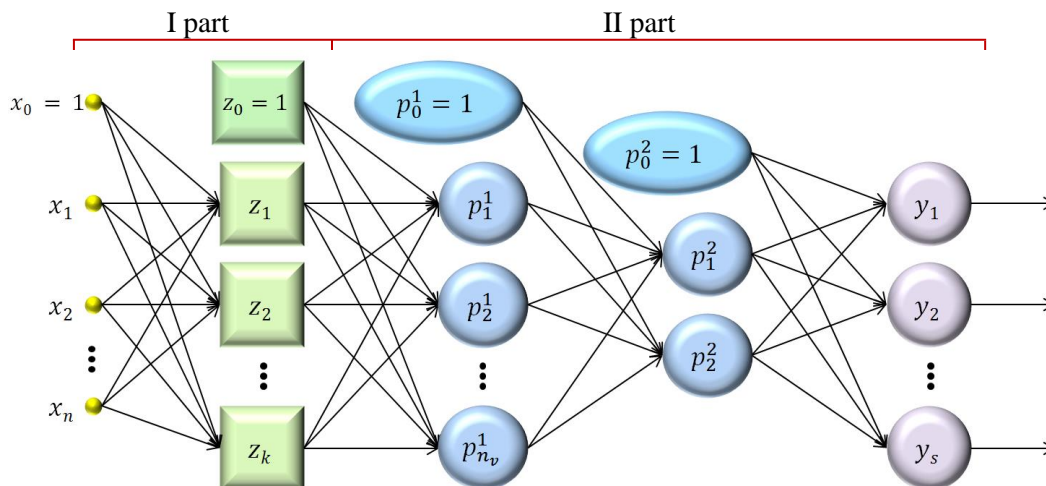 I part
II part
x₀ = 1
z₀ = 1
p₀¹ = 1
p₀² = 1
x₁
z₁
p₁¹
y₁
p₁²
x₂
z₂
p₂¹
y₂
p₂²
xₙ
zₖ
pₙᵥ¹
yₛ